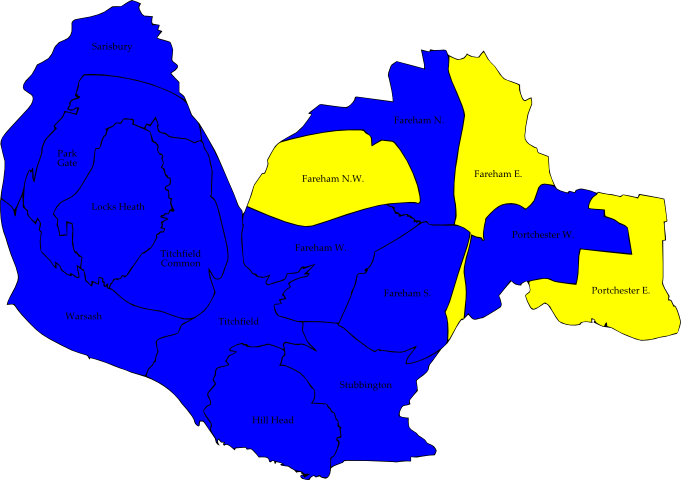 Sarisbury
Fareham N.
Park
Gate
Fareham E.
Fareham N.W.
Locks Heath
Portchester W.
Fareham W.
Titchfield
Common
Portchester E.
Fareham S.
Warsash
Titchfield
Stubbington
Hill Head